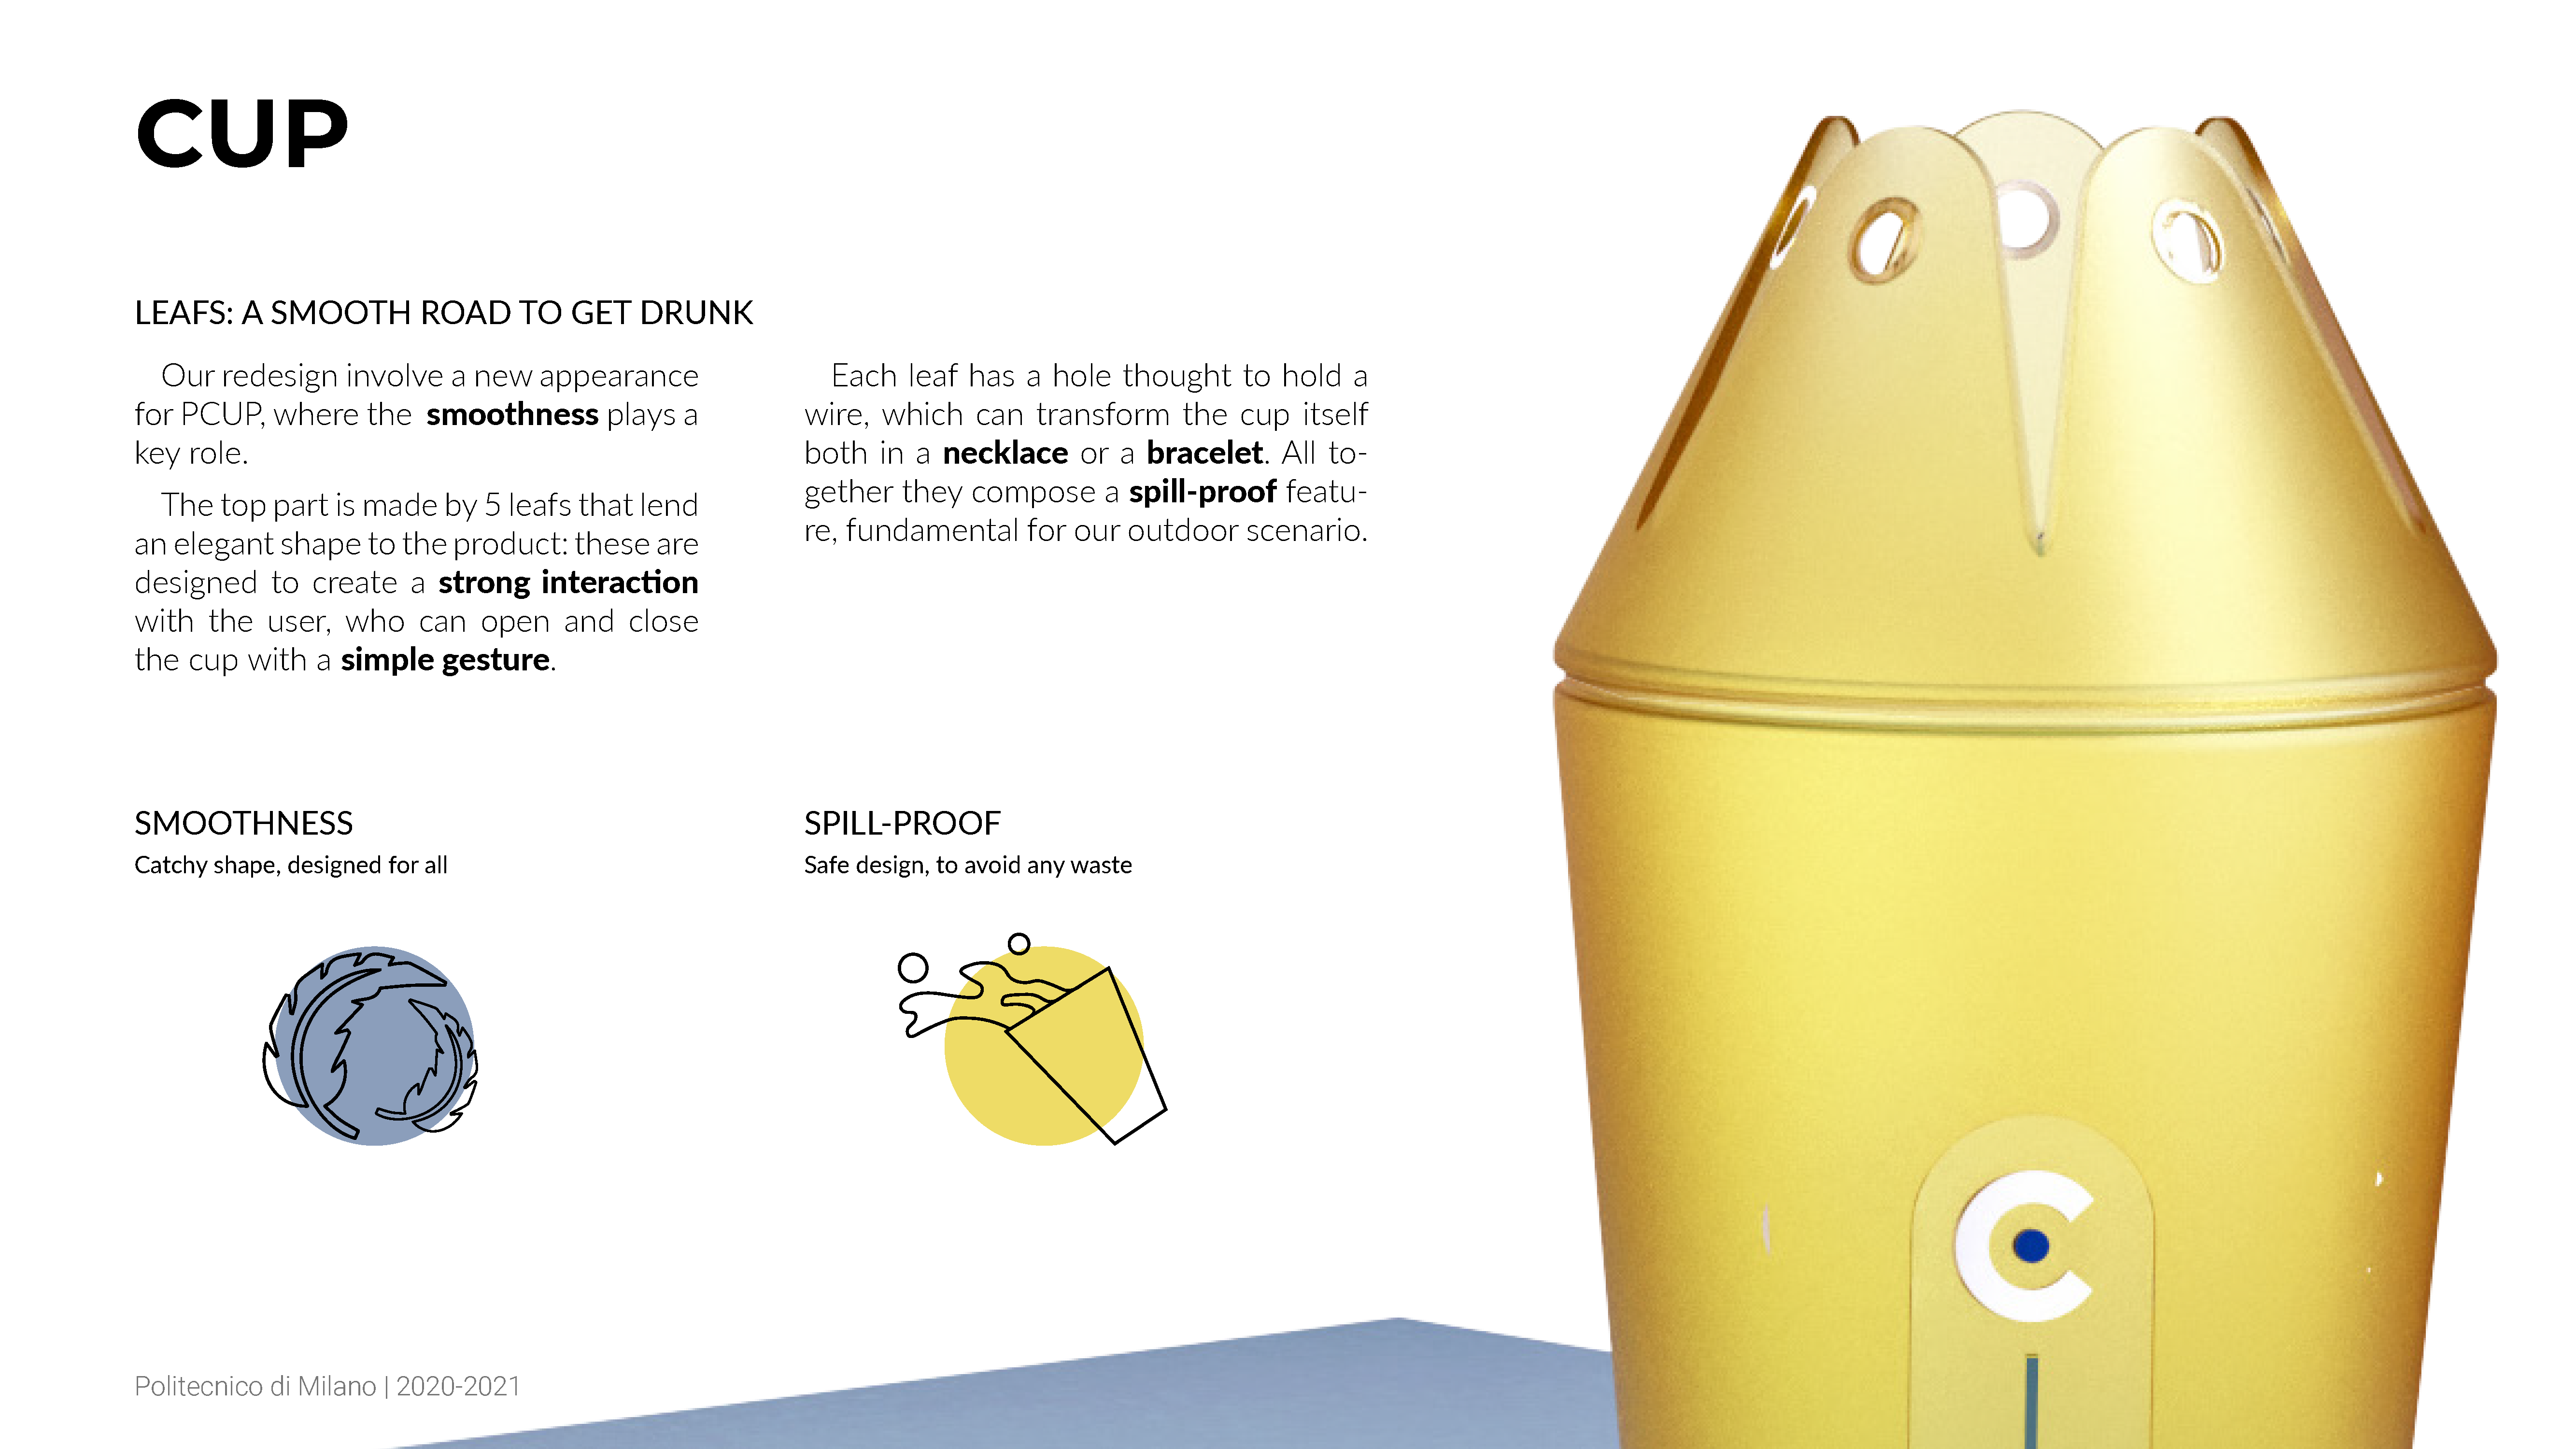 CUP
LEAFS: A SMOOTH ROAD TO GET DRUNK
Our redesign involve a new appearance
for PCUP, where the smoothness plays a
key role.
The top part is made by 5 leafs that lend
an elegant shape to the product: these are
designed to create a strong interaction
with the user, who can open and close
the cup with a simple gesture.
Each leaf has a hole thought to hold a
wire, which can transform the cup itself
both in a necklace or a bracelet. All to-
gether they compose a spill-proof featu-
re, fundamental for our outdoor scenario.
SMOOTHNESS
Catchy shape, designed for all
SPILL-PROOF
Safe design, to avoid any waste
C
Politecnico di Milano | 2020-2021